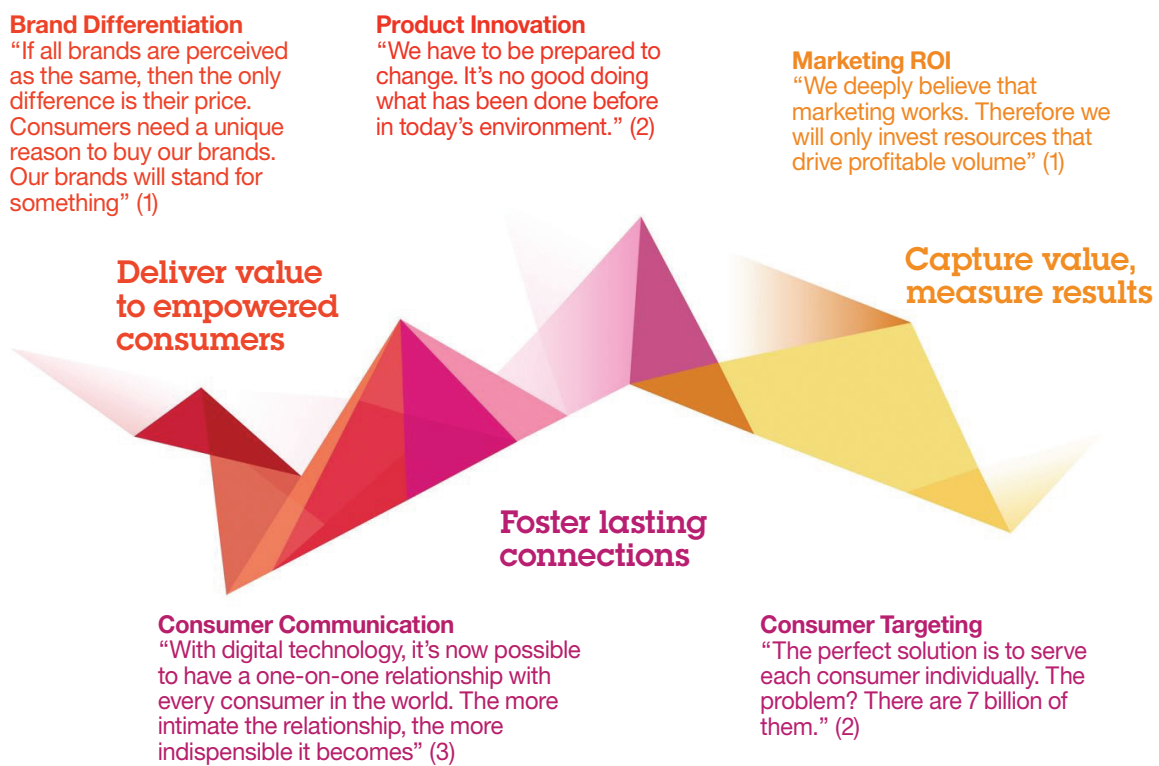 Brand Differentiation
“If all brands are perceived
as the same, then the only
difference is their price.
Consumers need a unique
reason to buy our brands.
Our brands will stand for
something” (1)
Product Innovation
“We have to be prepared to
change. It’s no good doing
what has been done before
in today’s environment.” (2)
Marketing ROI
“We deeply believe that
marketing works. Therefore we
will only invest resources that
drive profitable volume” (1)
Deliver value
to empowered
consumers
Capture value,
measure results
Foster lasting
connections
Consumer Communication
“With digital technology, it’s now possible
to have a one-on-one relationship with
every consumer in the world. The more
intimate the relationship, the more
indispensible it becomes” (3)
Consumer Targeting
“The perfect solution is to serve
each consumer individually. The
problem? There are 7 billion of
them.” (2)